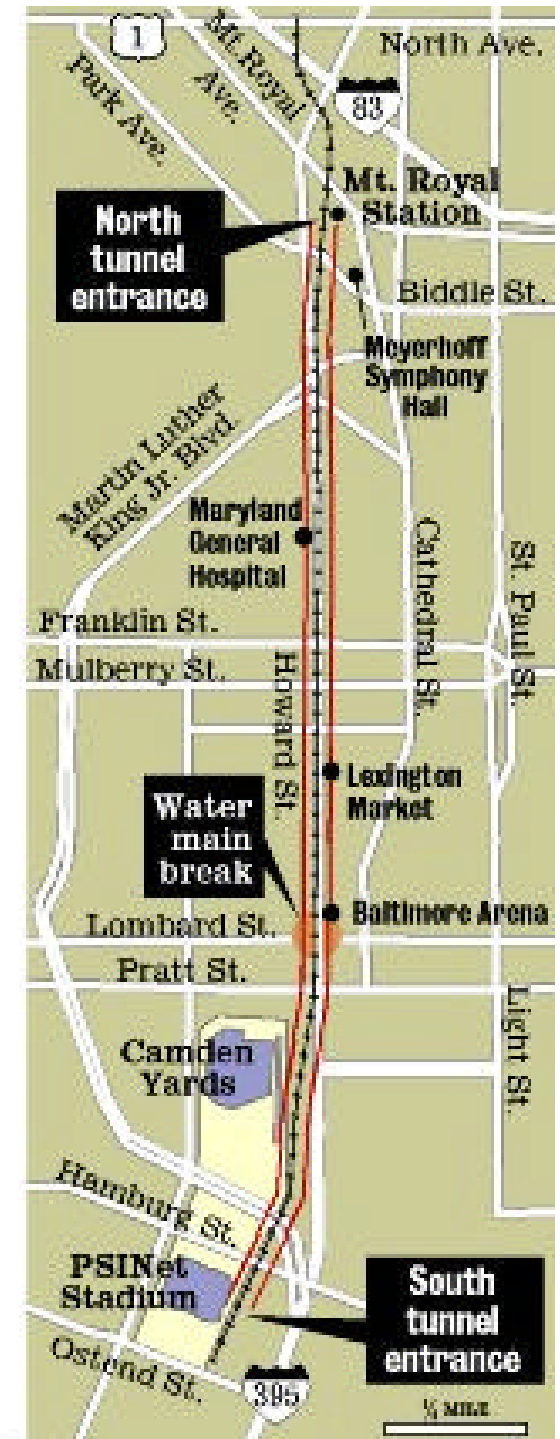 1
North Ave.
Mt. Royal
Ave.
Park Ave.
83
Mt. Royal
Station
North
tunnel
entrance
Biddle St.
Meyerhoff
Symphony
Hall
Martin Luther
King Jr. Blvd.
Maryland
General
Hospital
Cathedral St.
St. Paul St.
Franklin St.
Mulberry St.
Howard St.
Lexington
Market
Water
main
break
Baltimore Arena
Lombard St.
Pratt St.
Light St.
Camden
Yards
Hamburg St.
PSINet
Stadium
South
tunnel
entrance
Ostend St.
395
¼ MILE